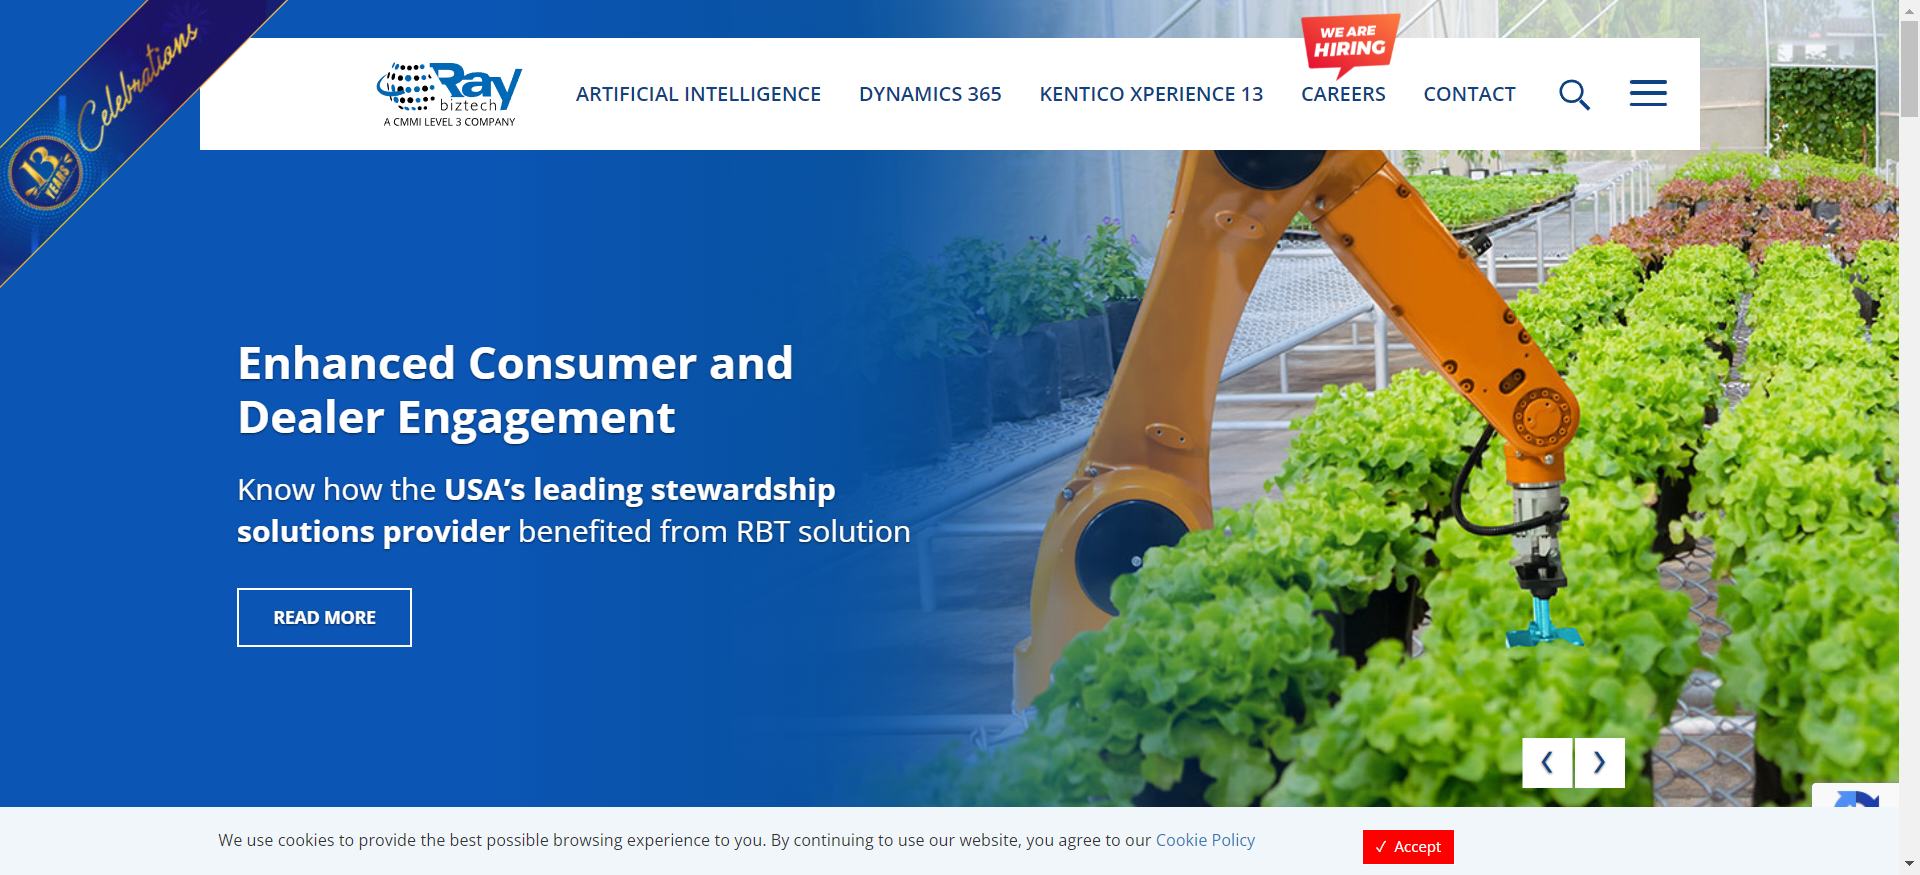 Celebrations
13
YEARS
Ray
biztech
A CMMI LEVEL 3 COMPANY
ARTIFICIAL INTELLIGENCE
DYNAMICS 365
KENTICO XPERIENCE 13
WE ARE
HIRING
CAREERS
CONTACT
Enhanced Consumer and
Dealer Engagement
Know how the USA’s leading stewardship
solutions provider benefited from RBT solution
READ MORE
We use cookies to provide the best possible browsing experience to you. By continuing to use our website, you agree to our Cookie Policy
✓ Accept